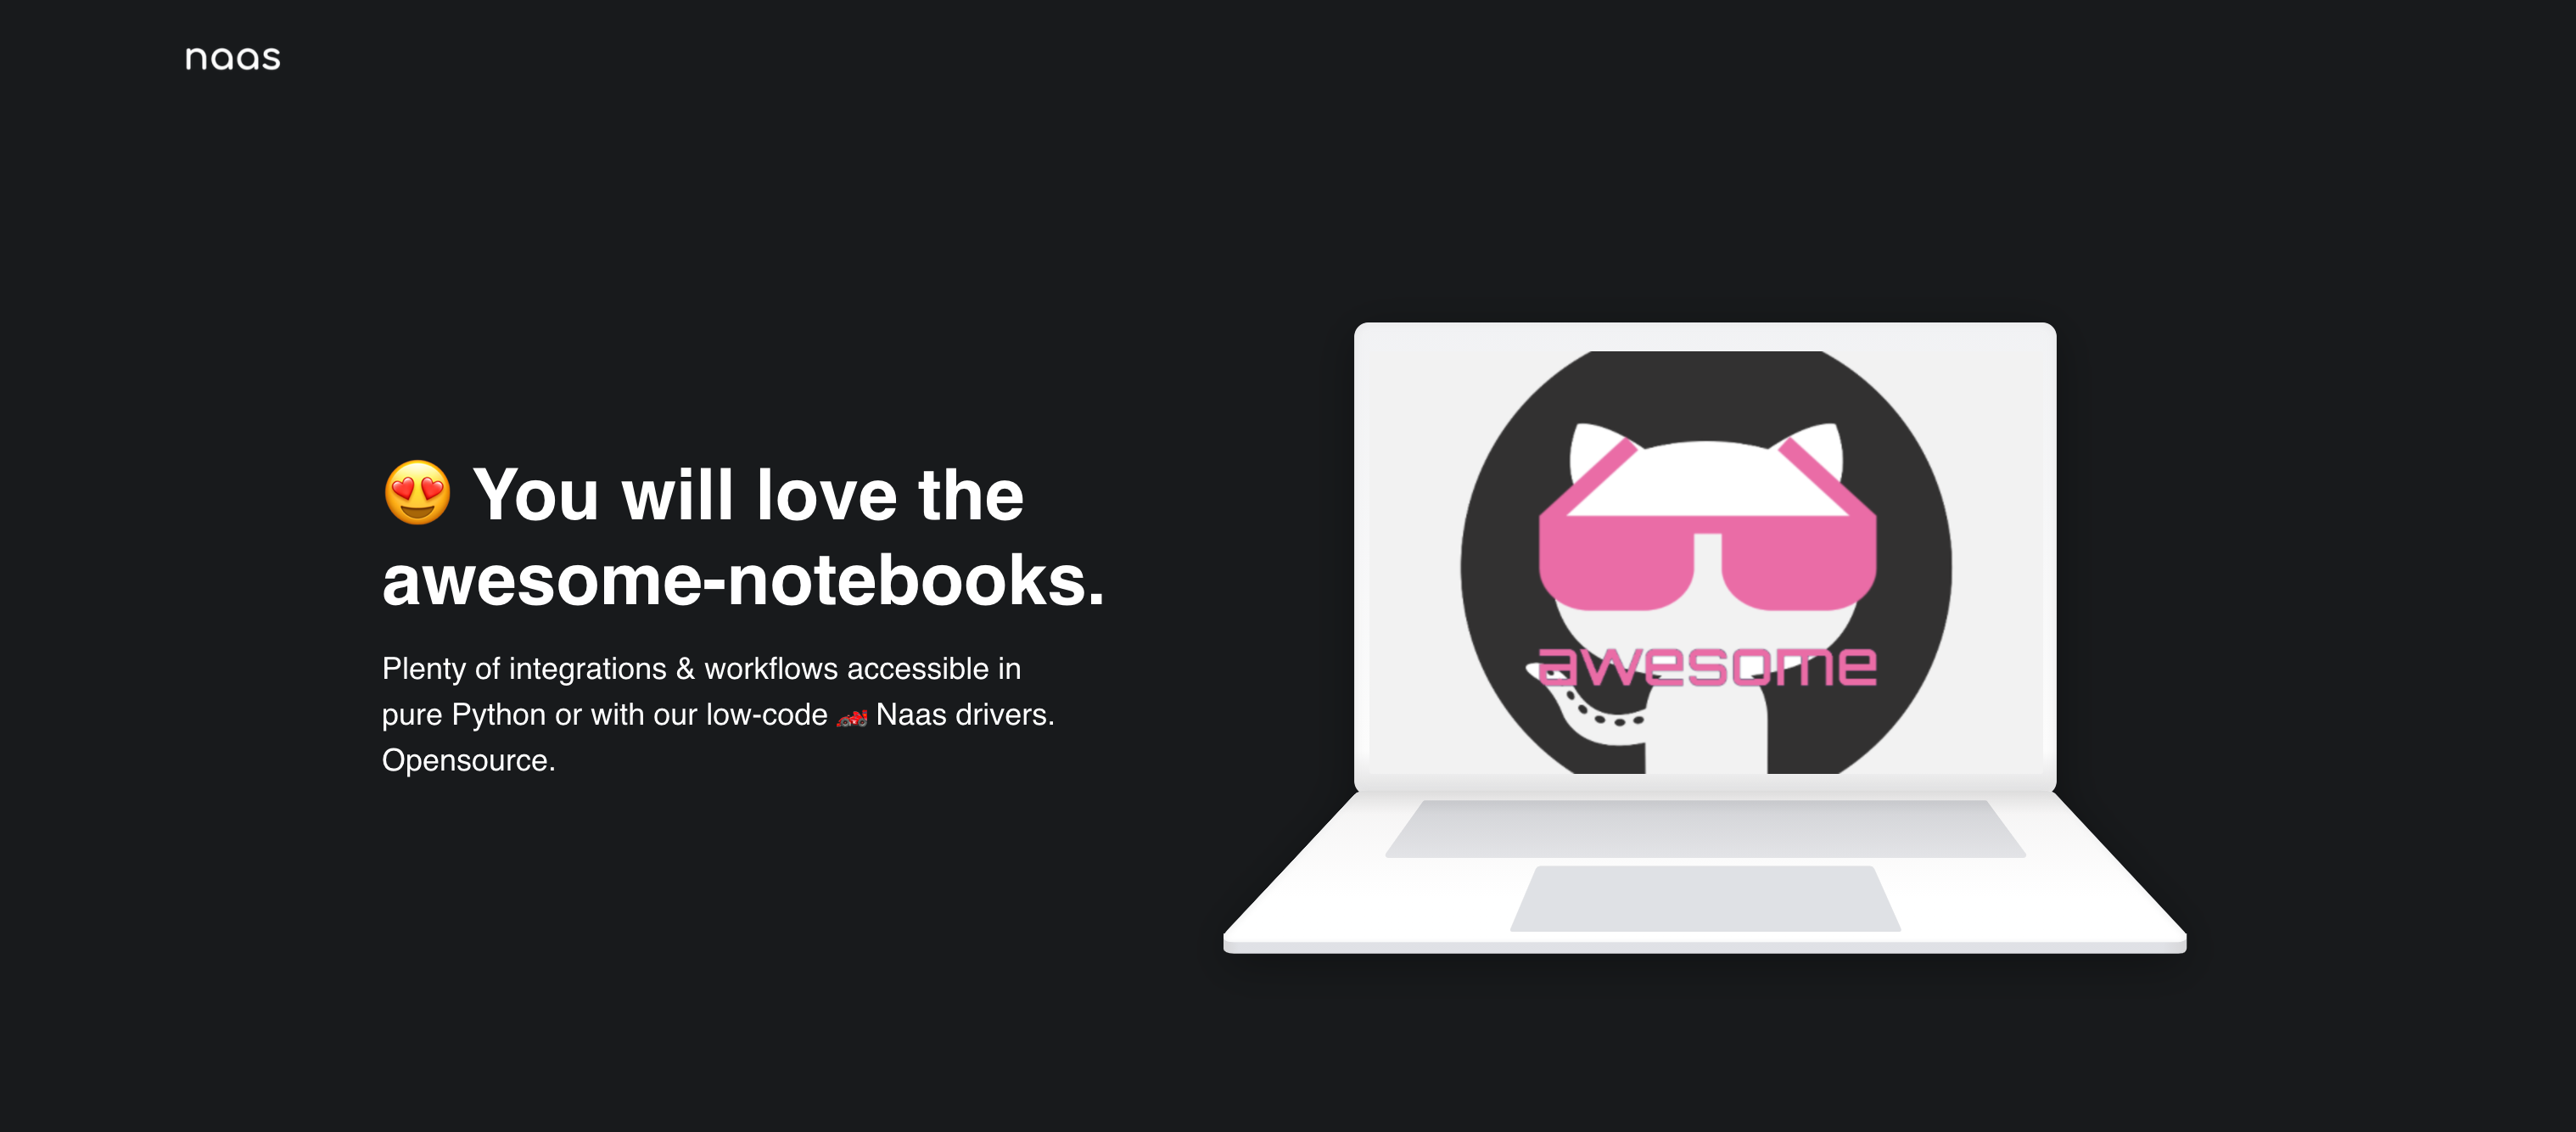 naas
😍 You will love the
awesome-notebooks.
Plenty of integrations & workflows accessible in
pure Python or with our low-code 🏎️ Naas drivers.
Opensource.
awesome